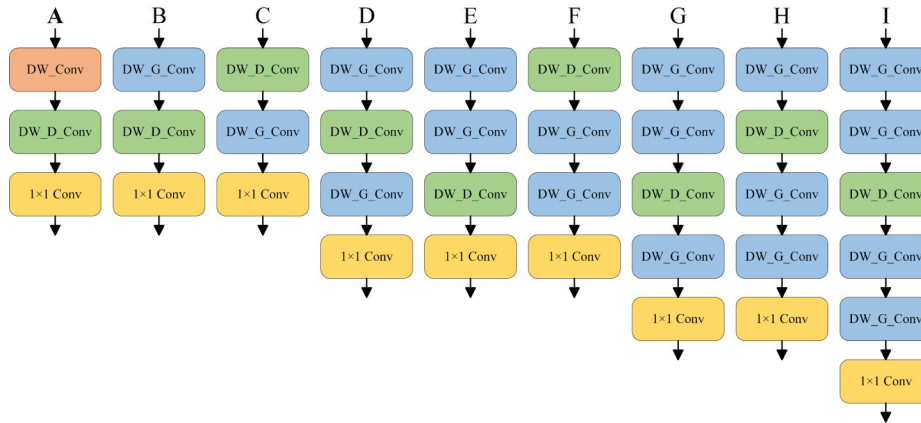 A B C D E F G H I
DW_Conv DW_G_Conv DW_D_Conv DW_G_Conv DW_G_Conv DW_D_Conv DW_G_Conv DW_G_Conv DW_G_Conv
DW_D_Conv DW_D_Conv DW_G_Conv DW_D_Conv DW_G_Conv DW_G_Conv DW_G_Conv DW_D_Conv DW_G_Conv
1×1 Conv 1×1 Conv 1×1 Conv DW_G_Conv DW_D_Conv DW_G_Conv DW_D_Conv DW_G_Conv DW_D_Conv
1×1 Conv 1×1 Conv 1×1 Conv DW_G_Conv DW_G_Conv DW_G_Conv
1×1 Conv 1×1 Conv DW_G_Conv
1×1 Conv